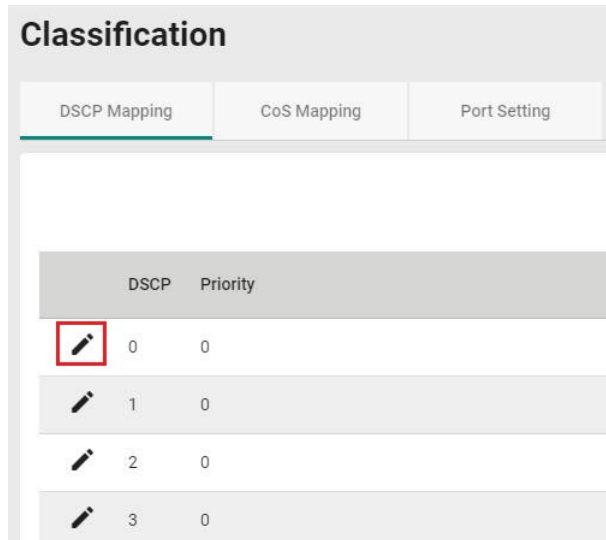 Classification
DSCP Mapping CoS Mapping Port Setting
DSCP Priority
0 0
1 0
2 0
3 0